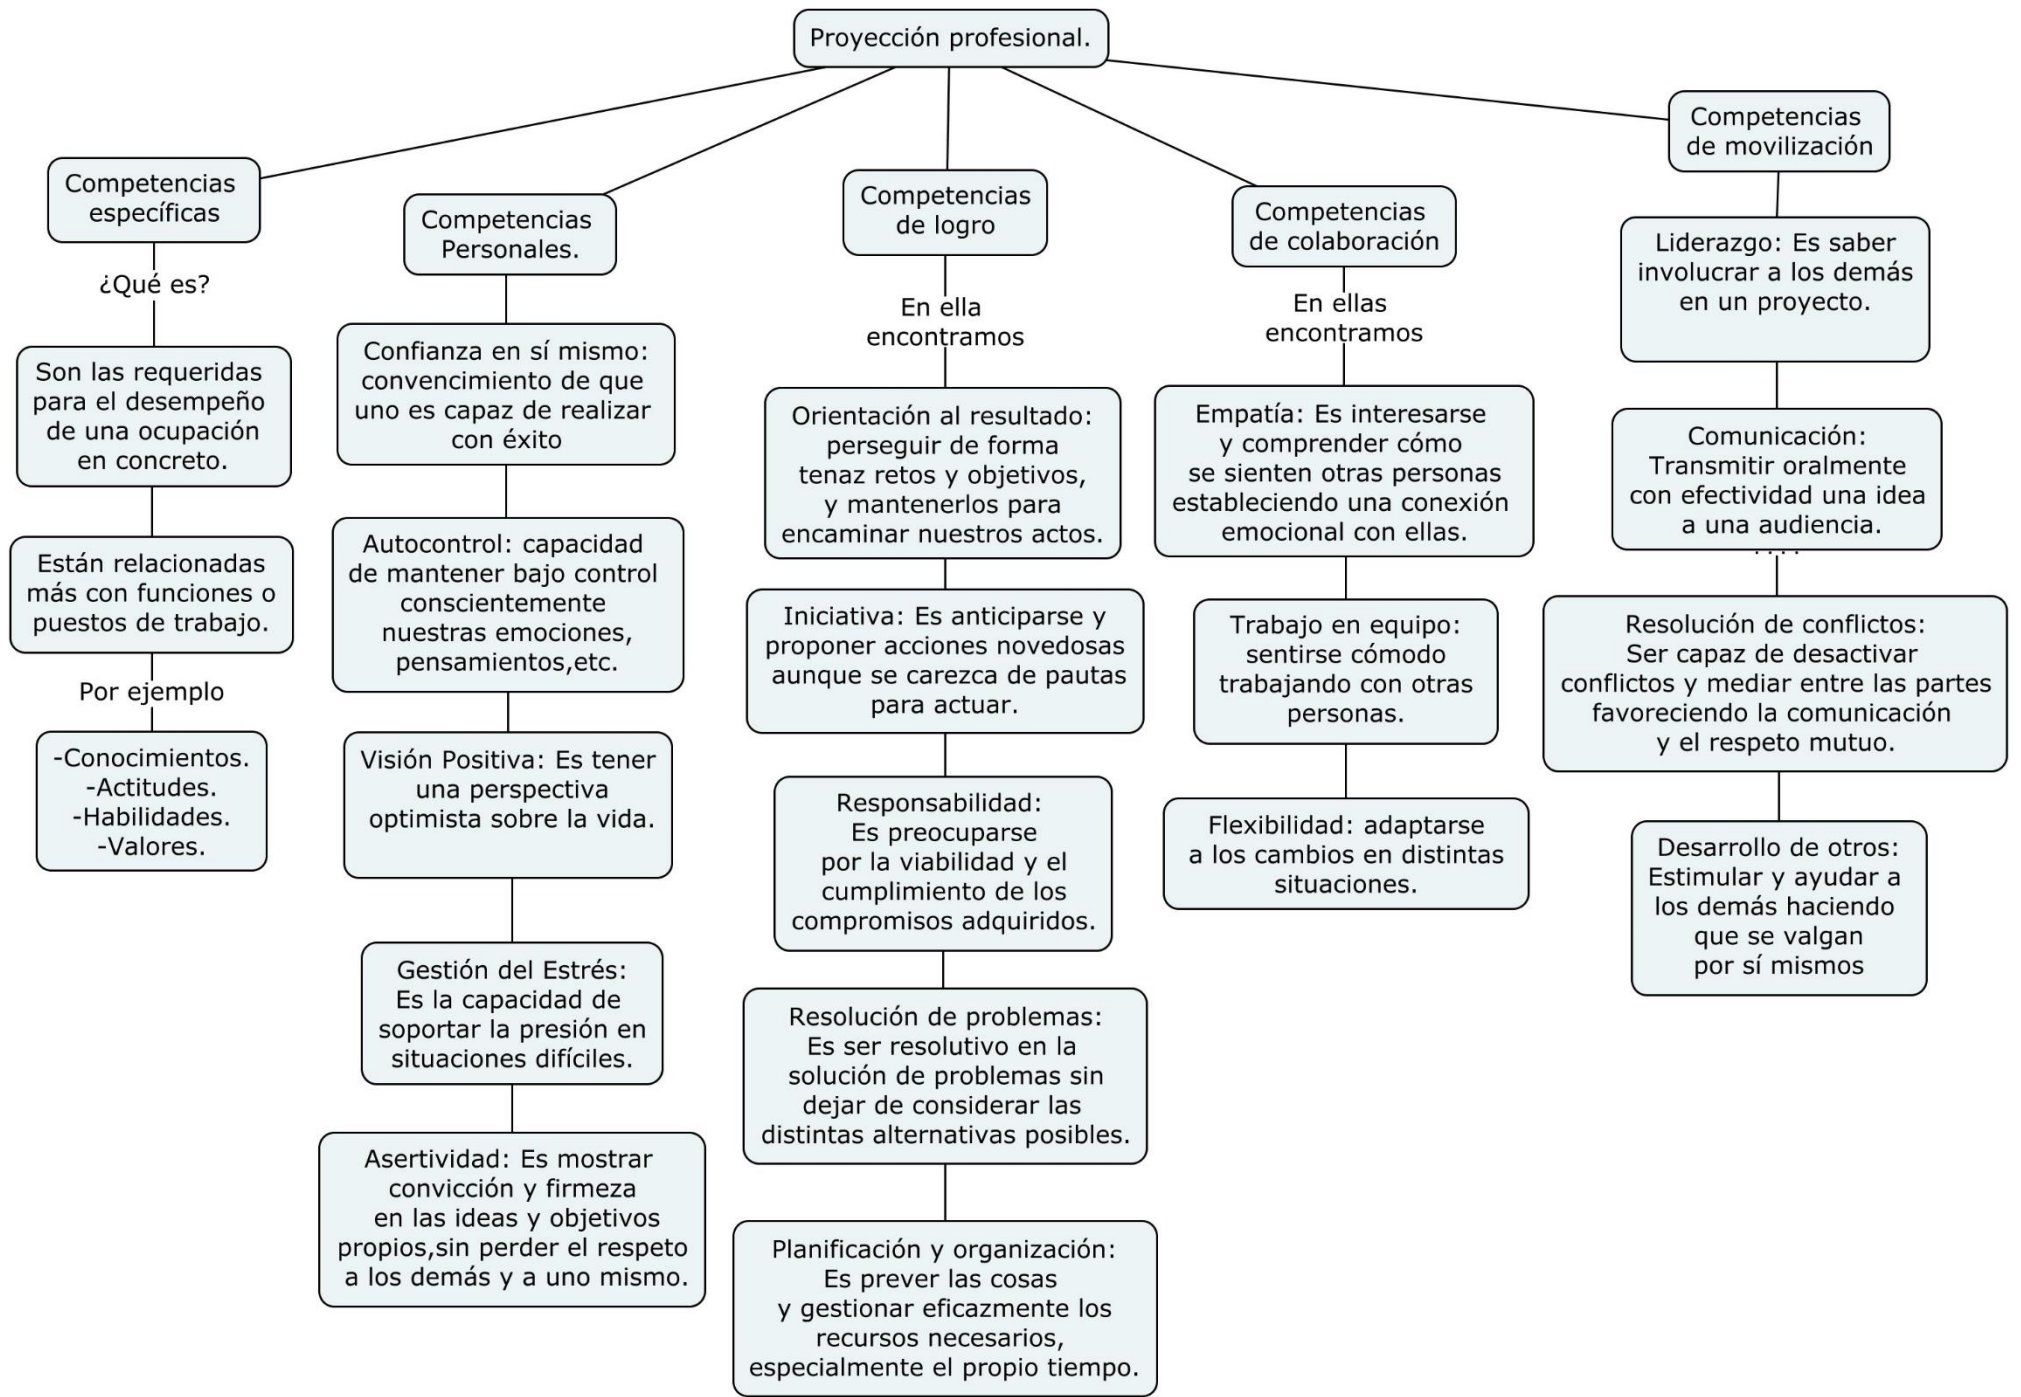 Proyección profesional.
Competencias
específicas
¿Qué es?
Son las requeridas
para el desempeño
de una ocupación
en concreto.
Están relacionadas
más con funciones o
puestos de trabajo.
Por ejemplo
-Conocimientos.
-Actitudes.
-Habilidades.
-Valores.
Competencias
Personales.
Confianza en sí mismo:
convencimiento de que
uno es capaz de realizar
con éxito
Autocontrol: capacidad
de mantener bajo control
conscientemente
nuestras emociones,
pensamientos,etc.
Visión Positiva: Es tener
una perspectiva
optimista sobre la vida.
Gestión del Estrés:
Es la capacidad de
soportar la presión en
situaciones difíciles.
Asertividad: Es mostrar
convicción y firmeza
en las ideas y objetivos
propios,sin perder el respeto
a los demás y a uno mismo.
Competencias
de logro
En ella
encontramos
Orientación al resultado:
perseguir de forma
tenaz retos y objetivos,
y mantenerlos para
encaminar nuestros actos.
Iniciativa: Es anticiparse y
proponer acciones novedosas
aunque se carezca de pautas
para actuar.
Responsabilidad:
Es preocuparse
por la viabilidad y el
cumplimiento de los
compromisos adquiridos.
Resolución de problemas:
Es ser resolutivo en la
solución de problemas sin
dejar de considerar las
distintas alternativas posibles.
Planificación y organización:
Es prever las cosas
y gestionar eficazmente los
recursos necesarios,
especialmente el propio tiempo.
Competencias
de colaboración
En ellas
encontramos
Empatía: Es interesarse
y comprender cómo
se sienten otras personas
estableciendo una conexión
emocional con ellas.
Trabajo en equipo:
sentirse cómodo
trabajando con otras
personas.
Flexibilidad: adaptarse
a los cambios en distintas
situaciones.
Competencias
de movilización
Liderazgo: Es saber
involucrar a los demás
en un proyecto.
Comunicación:
Transmitir oralmente
con efectividad una idea
a una audiencia.
....
Resolución de conflictos:
Ser capaz de desactivar
conflictos y mediar entre las partes
favoreciendo la comunicación
y el respeto mutuo.
Desarrollo de otros:
Estimular y ayudar a
los demás haciendo
que se valgan
por sí mismos